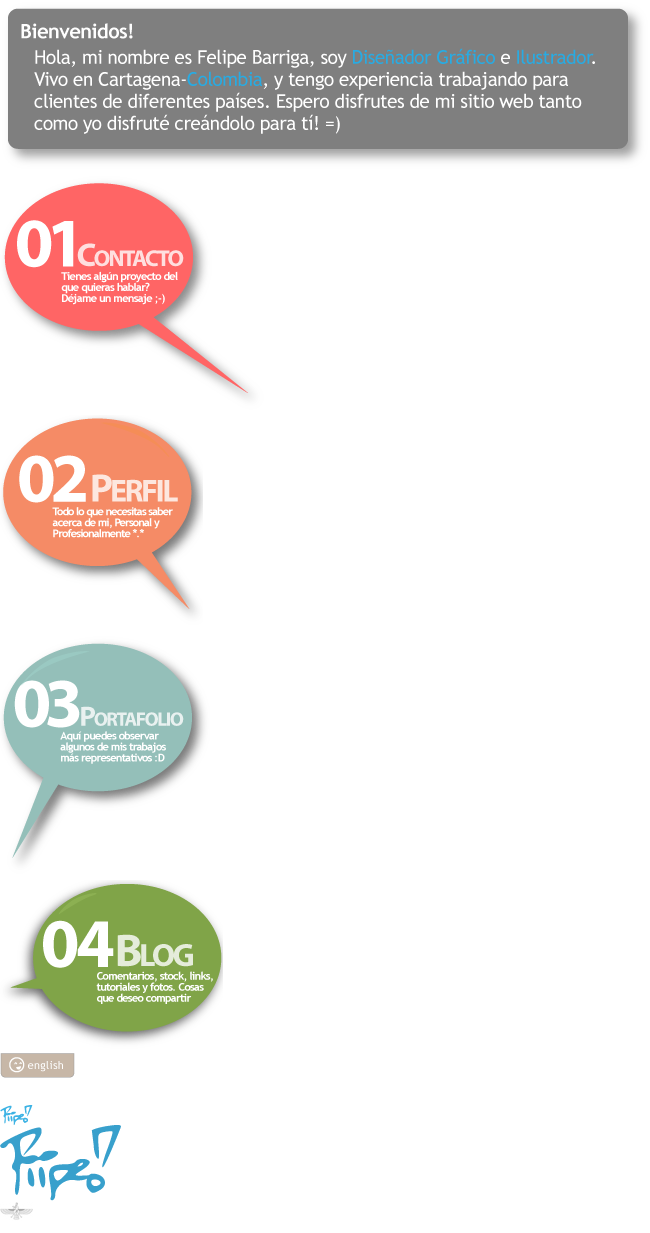 Bienvenidos!
Hola, mi nombre es Felipe Barriga, soy Diseñador Gráfico e Ilustrador.
Vivo en Cartagena-Colombia, y tengo experiencia trabajando para
clientes de diferentes países. Espero disfrutes de mi sitio web tanto
como yo disfruté creándolo para tí! =)
01 Contacto
Tienes algún proyecto del
que quieras hablar?
Déjame un mensaje ;-)
02 Perfil
Todo lo que necesitas saber
acerca de mi, Personal y
Profesionalmente *.*
03 Portafolio
Aquí puedes observar
algunos de mis trabajos
más representativos :D
04 Blog
Comentarios, stock, links,
tutoriales y fotos. Cosas
que deseo compartir
english